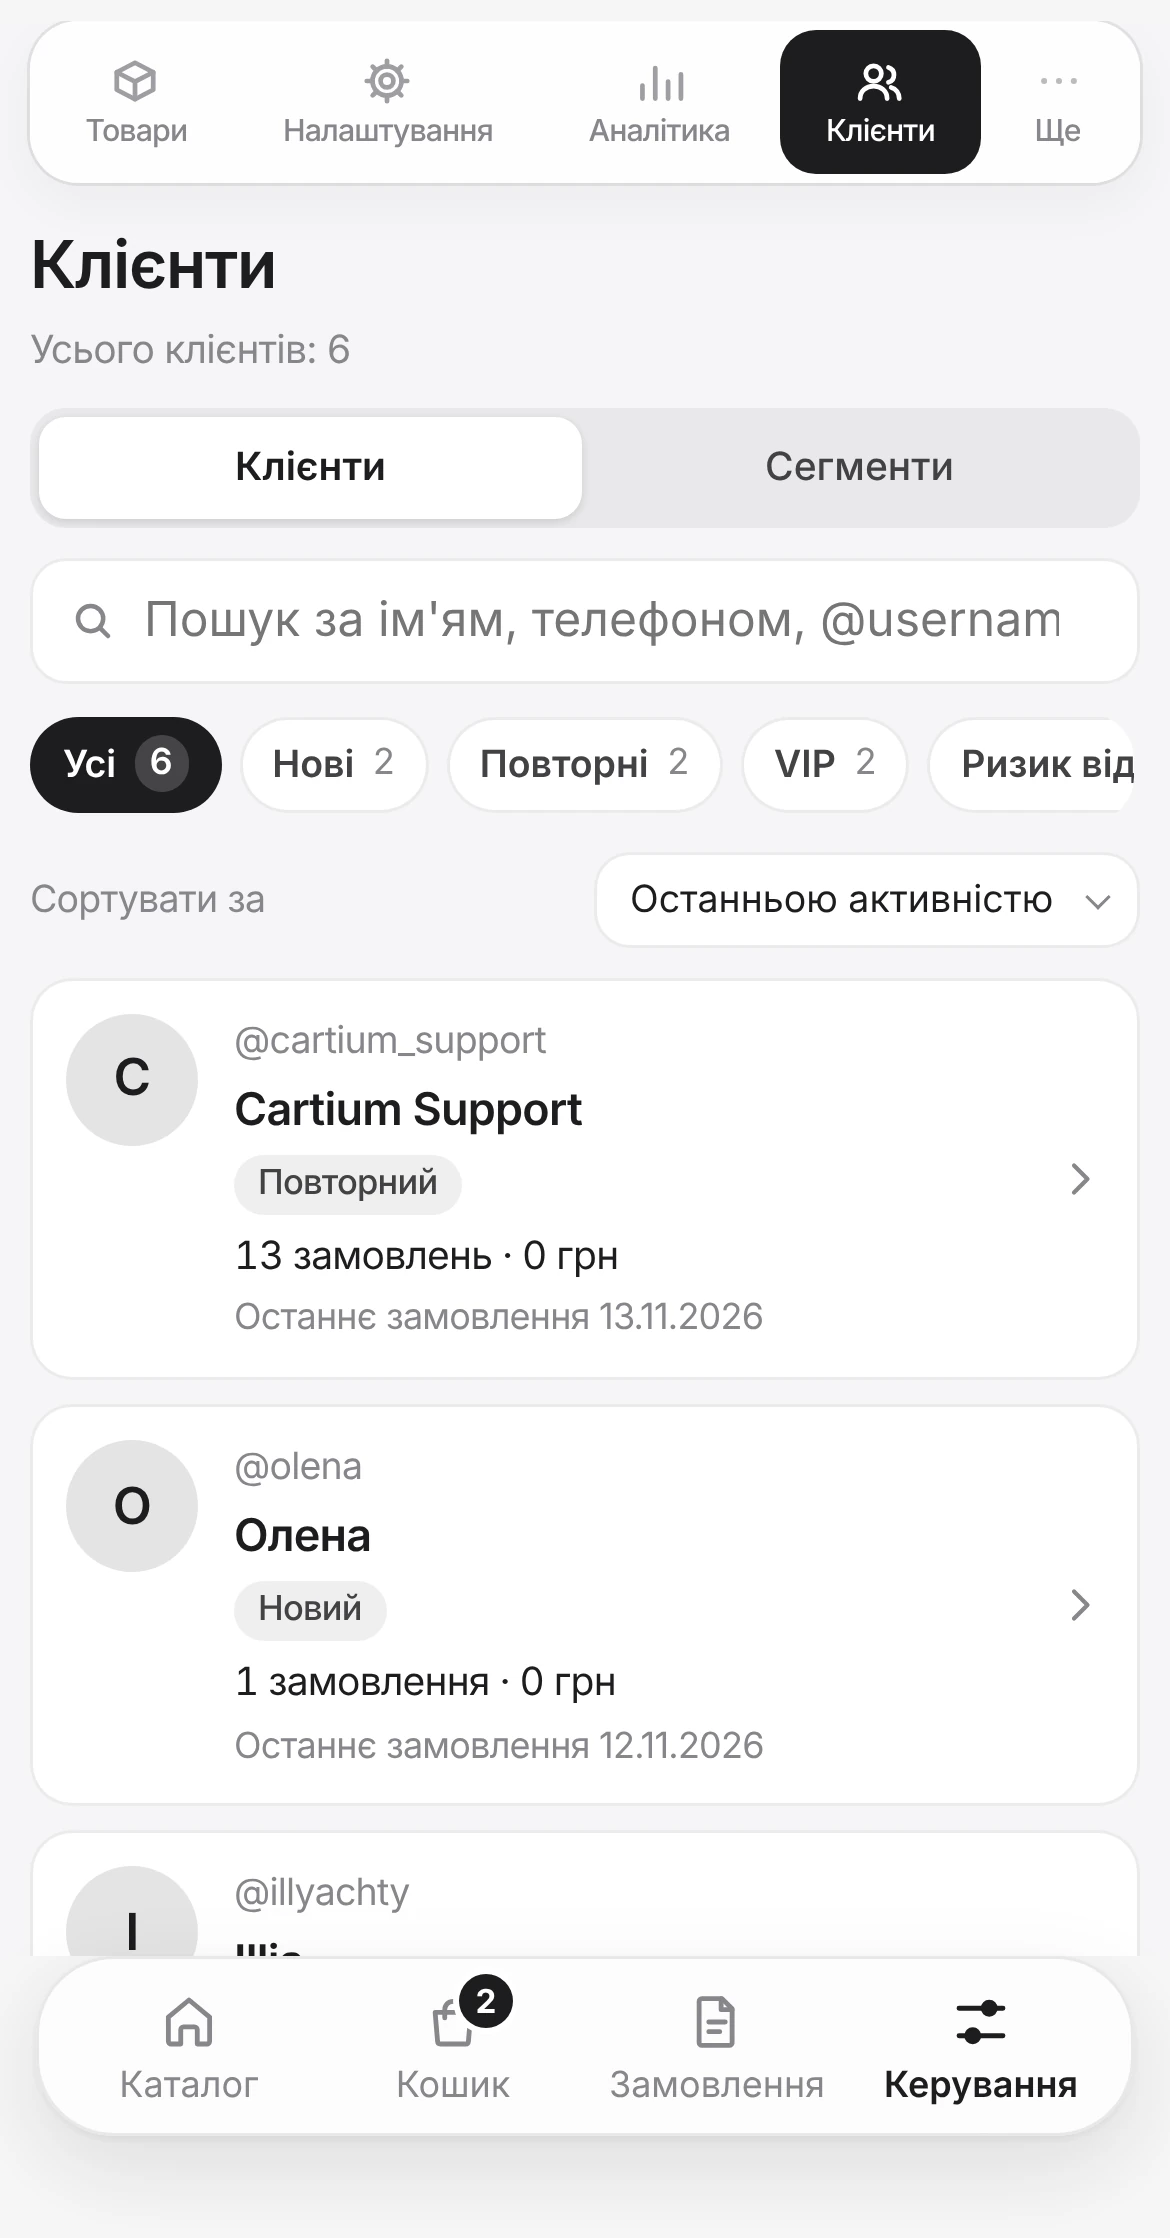 Товари
Налаштування
Аналітика
Клієнти
Ще
Клієнти
Усього клієнтів: 6
Клієнти
Сегменти
Пошук за ім'ям, телефоном, @usernam
Усі 6
Нові 2
Повторні 2
VIP 2
Ризик від
Сортувати за
Останньою активністю
C
@cartium_support
Cartium Support
Повторний
13 замовлень · 0 грн
Останнє замовлення 13.11.2026
О
@olena
Олена
Новий
1 замовлення · 0 грн
Останнє замовлення 12.11.2026
I
@illyachty
2
Каталог
Кошик
Замовлення
Керування